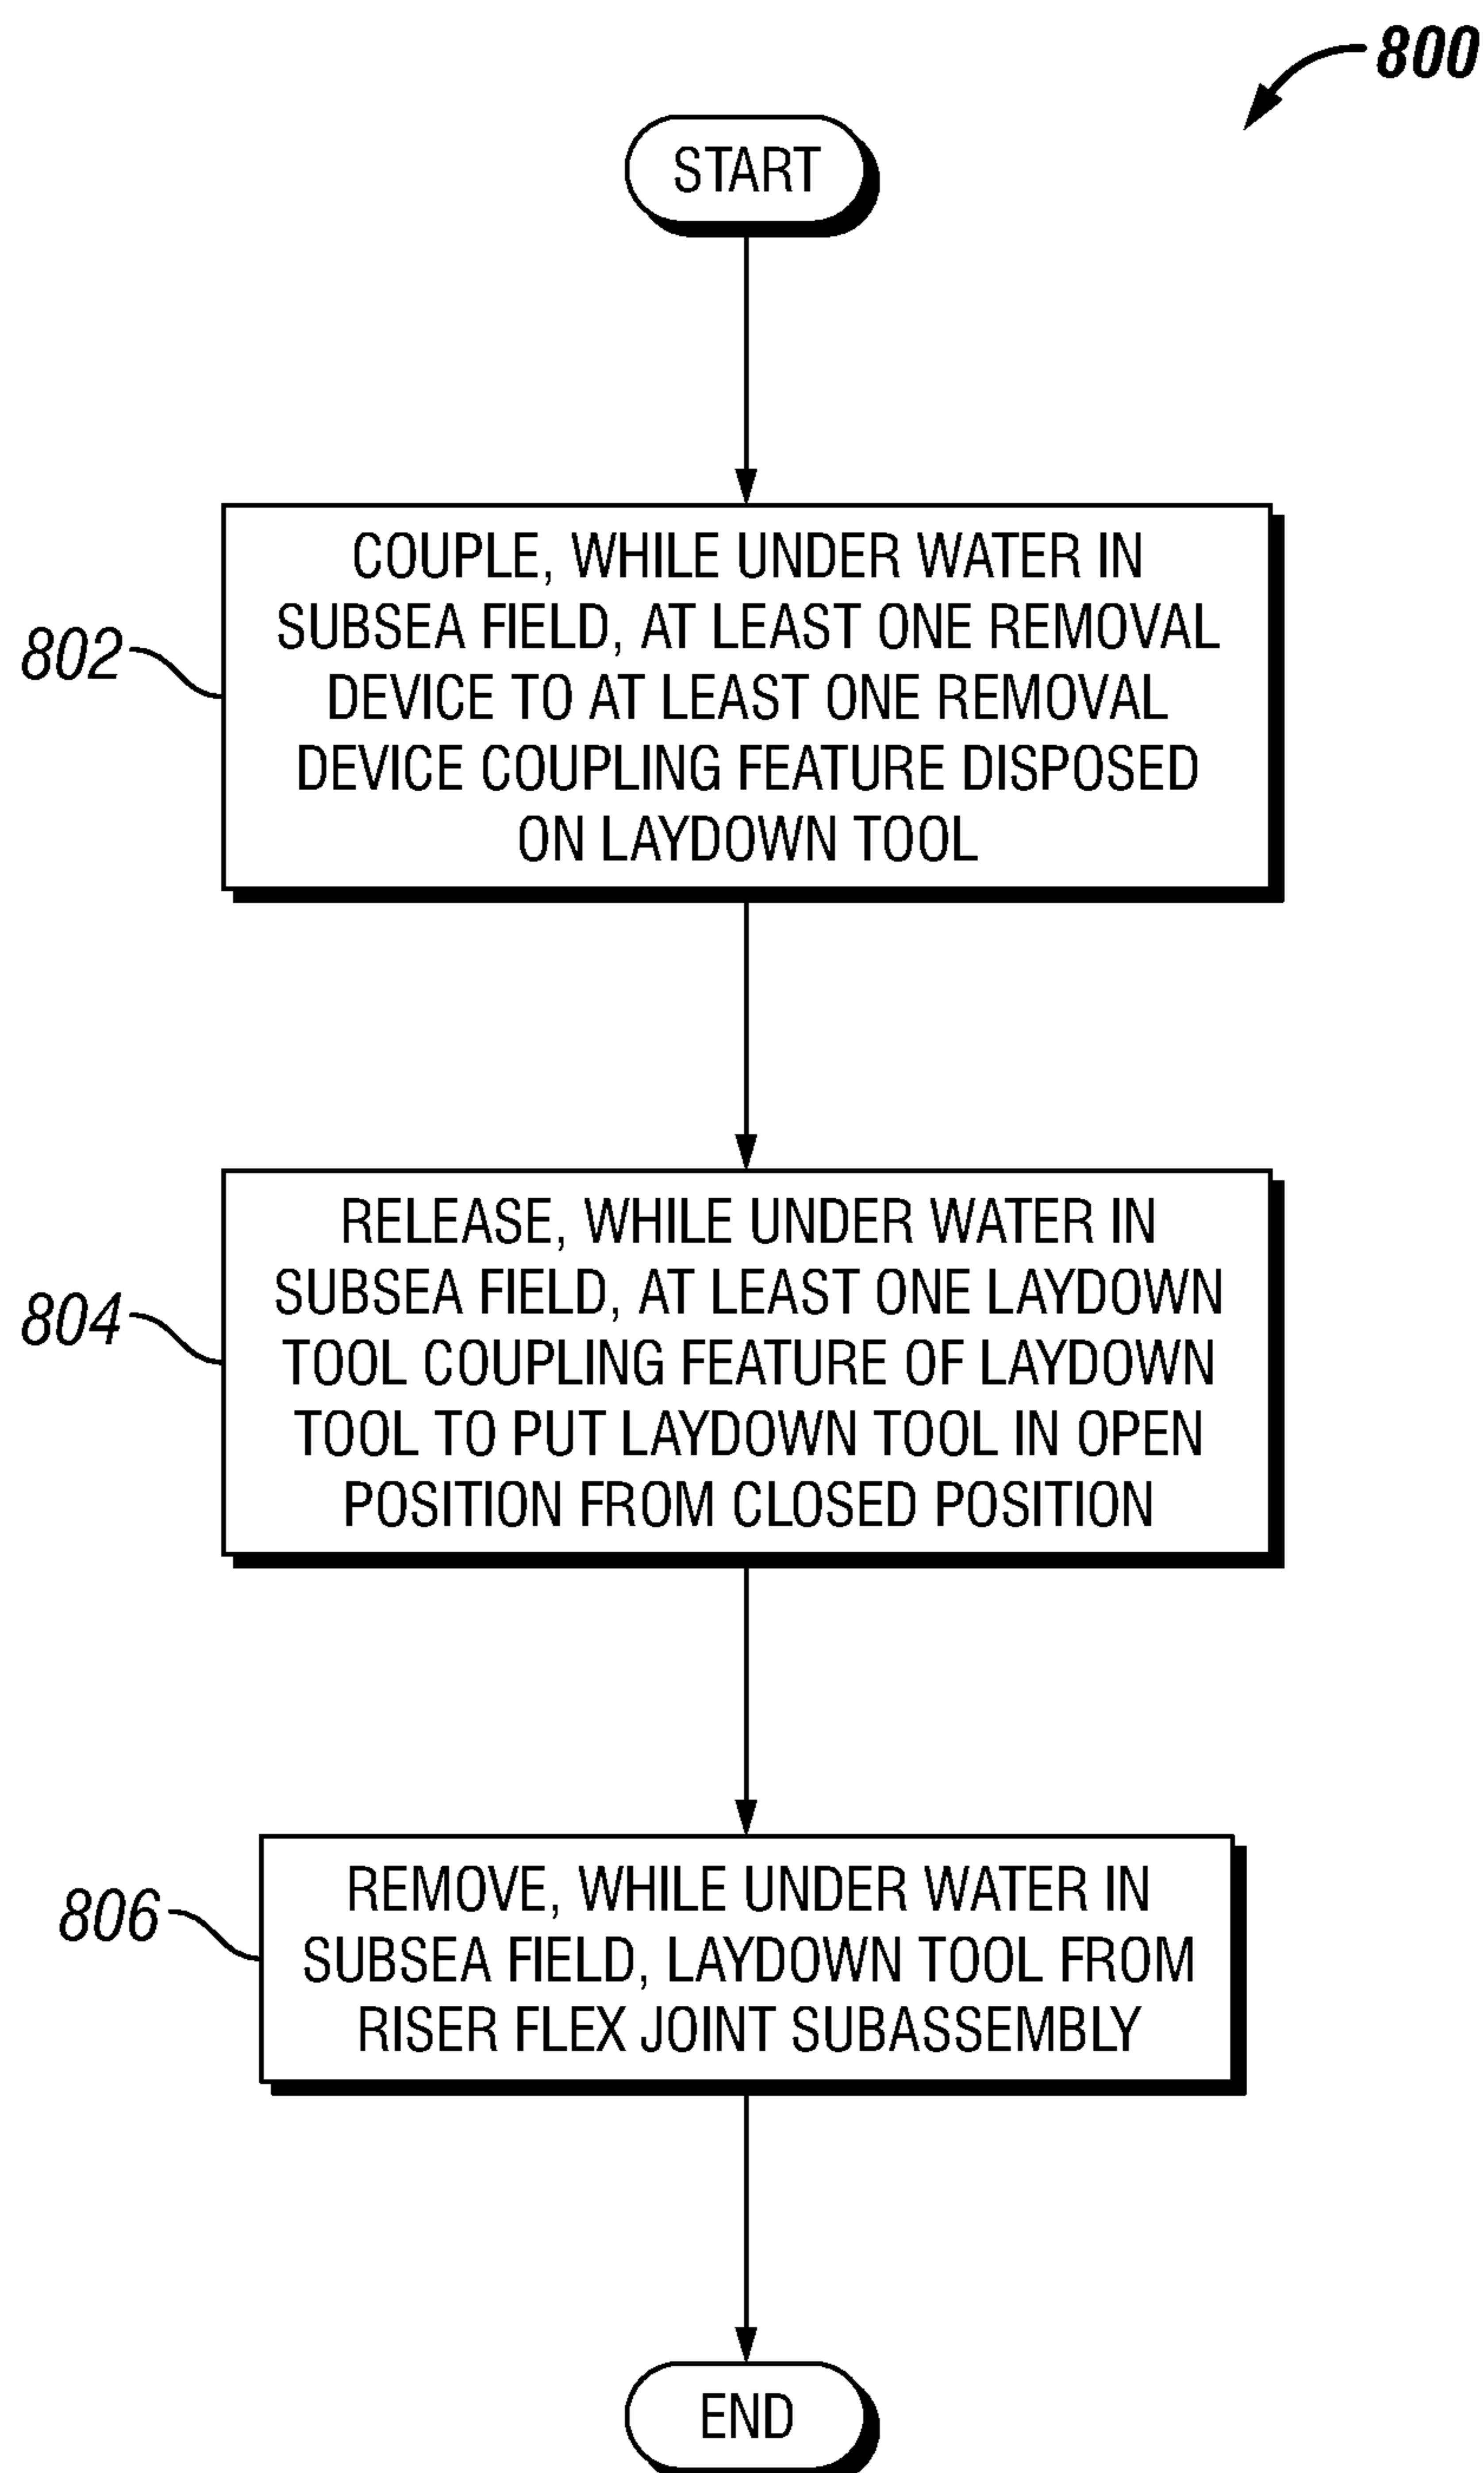 800
START
802
COUPLE, WHILE UNDER WATER IN
SUBSEA FIELD, AT LEAST ONE REMOVAL
DEVICE TO AT LEAST ONE REMOVAL
DEVICE COUPLING FEATURE DISPOSED
ON LAYDOWN TOOL
804
RELEASE, WHILE UNDER WATER IN
SUBSEA FIELD, AT LEAST ONE LAYDOWN
TOOL COUPLING FEATURE OF LAYDOWN
TOOL TO PUT LAYDOWN TOOL IN OPEN
POSITION FROM CLOSED POSITION
806
REMOVE, WHILE UNDER WATER IN
SUBSEA FIELD, LAYDOWN TOOL FROM
RISER FLEX JOINT SUBASSEMBLY
END